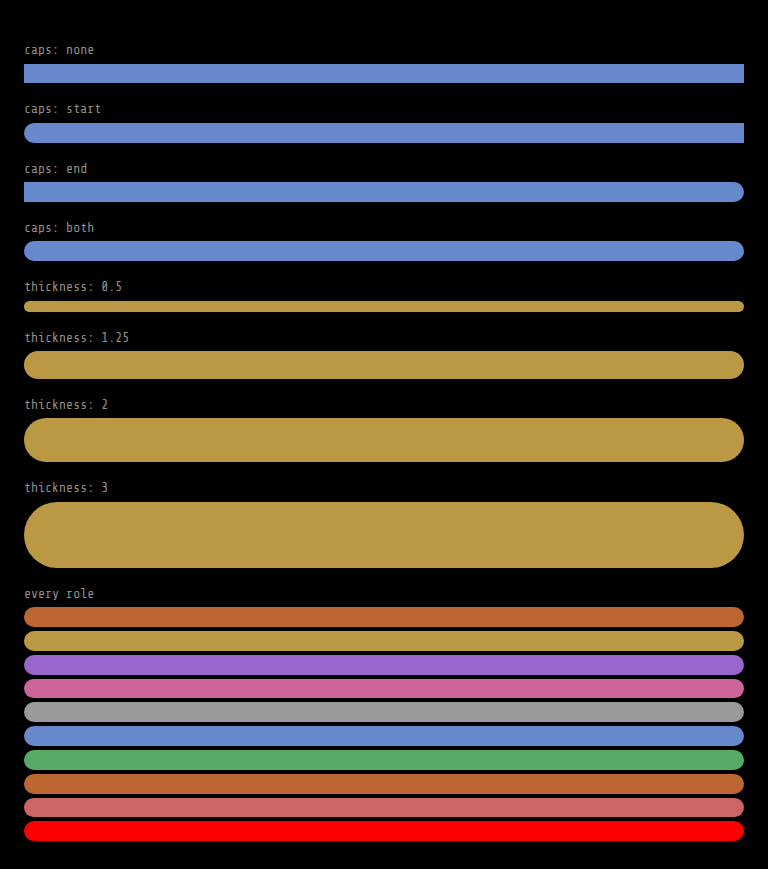 caps: none
caps: start
caps: end
caps: both
thickness: 0.5
thickness: 1.25
thickness: 2
thickness: 3
every role